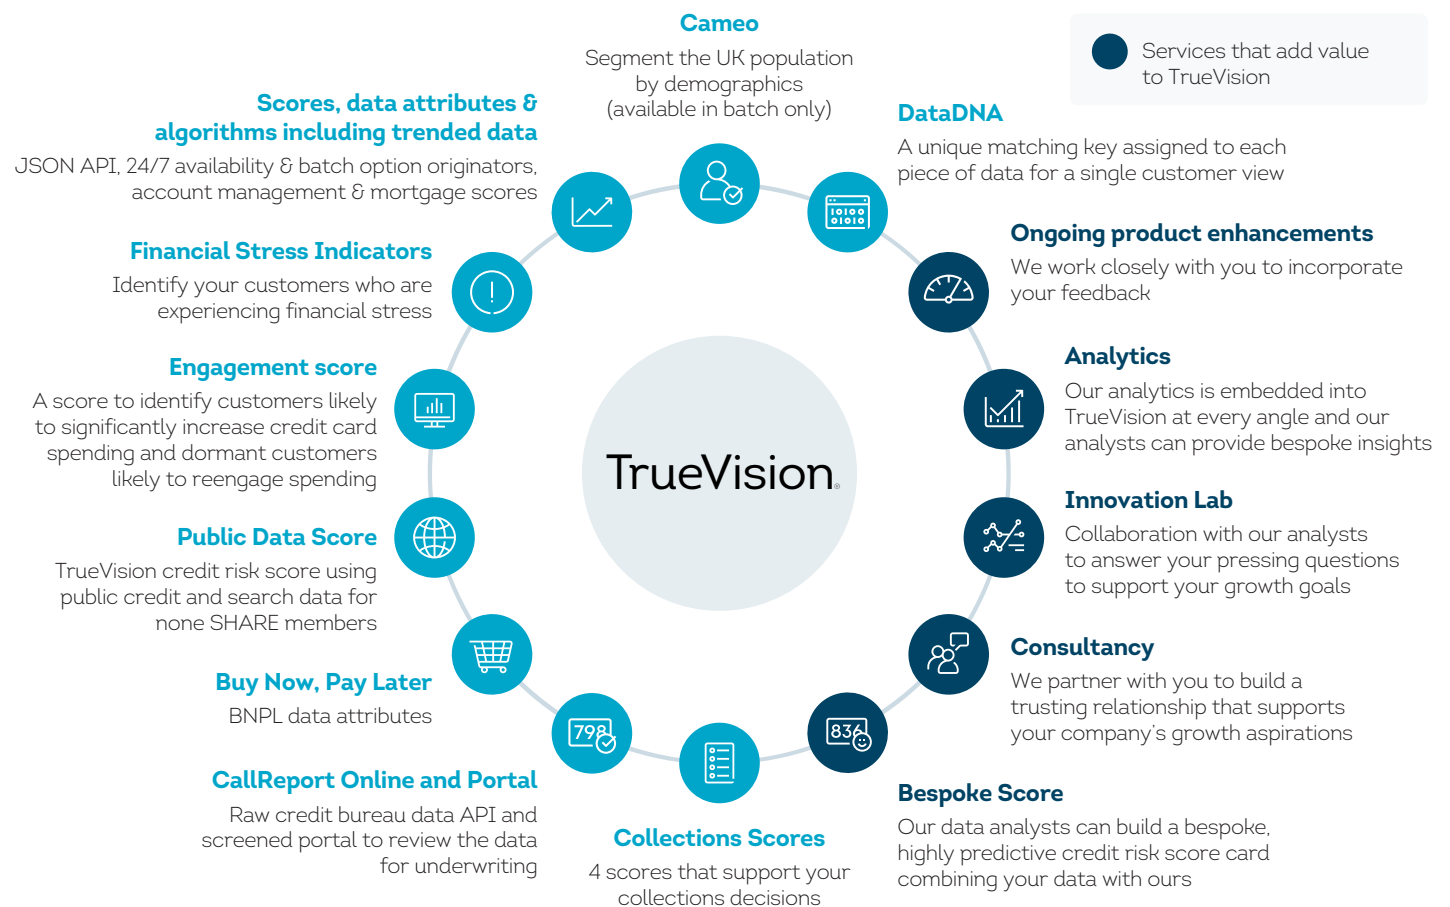 Cameo
Segment the UK population
by demographics
(available in batch only)
Services that add value
to TrueVision
DataDNA
A unique matching key assigned to each
piece of data for a single customer view
Ongoing product enhancements
We work closely with you to incorporate
your feedback
Analytics
Our analytics is embedded into
TrueVision at every angle and our
analysts can provide bespoke insights
Innovation Lab
Collaboration with our analysts
to answer your pressing questions
to support your growth goals
Consultancy
We partner with you to build a
trusting relationship that supports
your company's growth aspirations
836
Bespoke Score
Our data analysts can build a bespoke,
highly predictive credit risk score card
combining your data with ours
Collections Scores
4 scores that support your
collections decisions
798
CallReport Online and Portal
Raw credit bureau data API and
screened portal to review the data
for underwriting
Buy Now, Pay Later
BNPL data attributes
Public Data Score
TrueVision credit risk score using
public credit and search data for
none SHARE members
Engagement score
A score to identify customers likely
to significantly increase credit card
spending and dormant customers
likely to reengage spending
Financial Stress Indicators
Identify your customers who are
experiencing financial stress
Scores, data attributes &
algorithms including trended data
JSON API, 24/7 availability & batch option originators,
account management & mortgage scores
10100
01010
TrueVision®